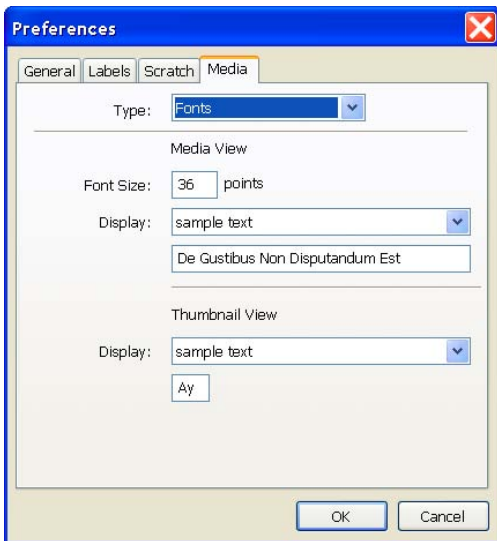 Preferences
General Labels Scratch Media
Type: Fonts
Media View
Font Size: 36 points
Display: sample text
De Gustibus Non Disputandum Est
Thumbnail View
Display: sample text
Ay
OK Cancel